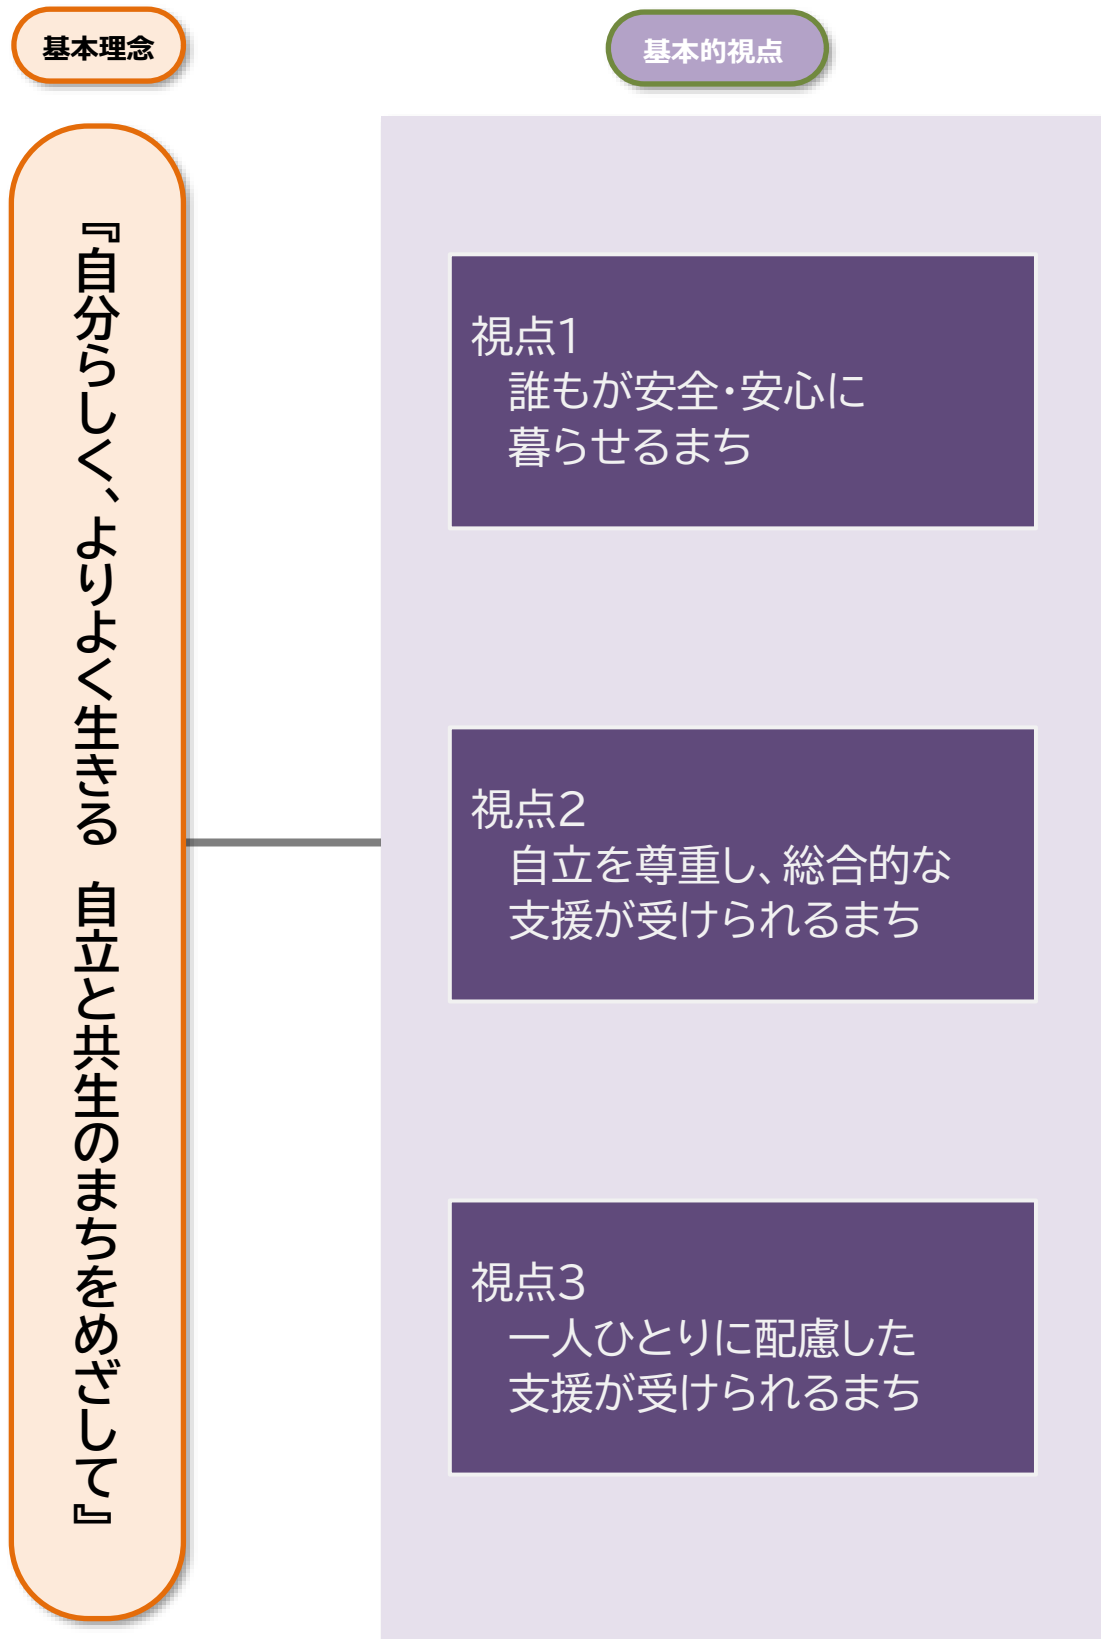 基本理念
基本的視点
『自分らしく、よりよく生きる 自立と共生のまちをめざして』
視点1
誰もが安全・安心に
暮らせるまち
視点2
自立を尊重し、総合的な
支援が受けられるまち
視点3
一人ひとりに配慮した
支援が受けられるまち